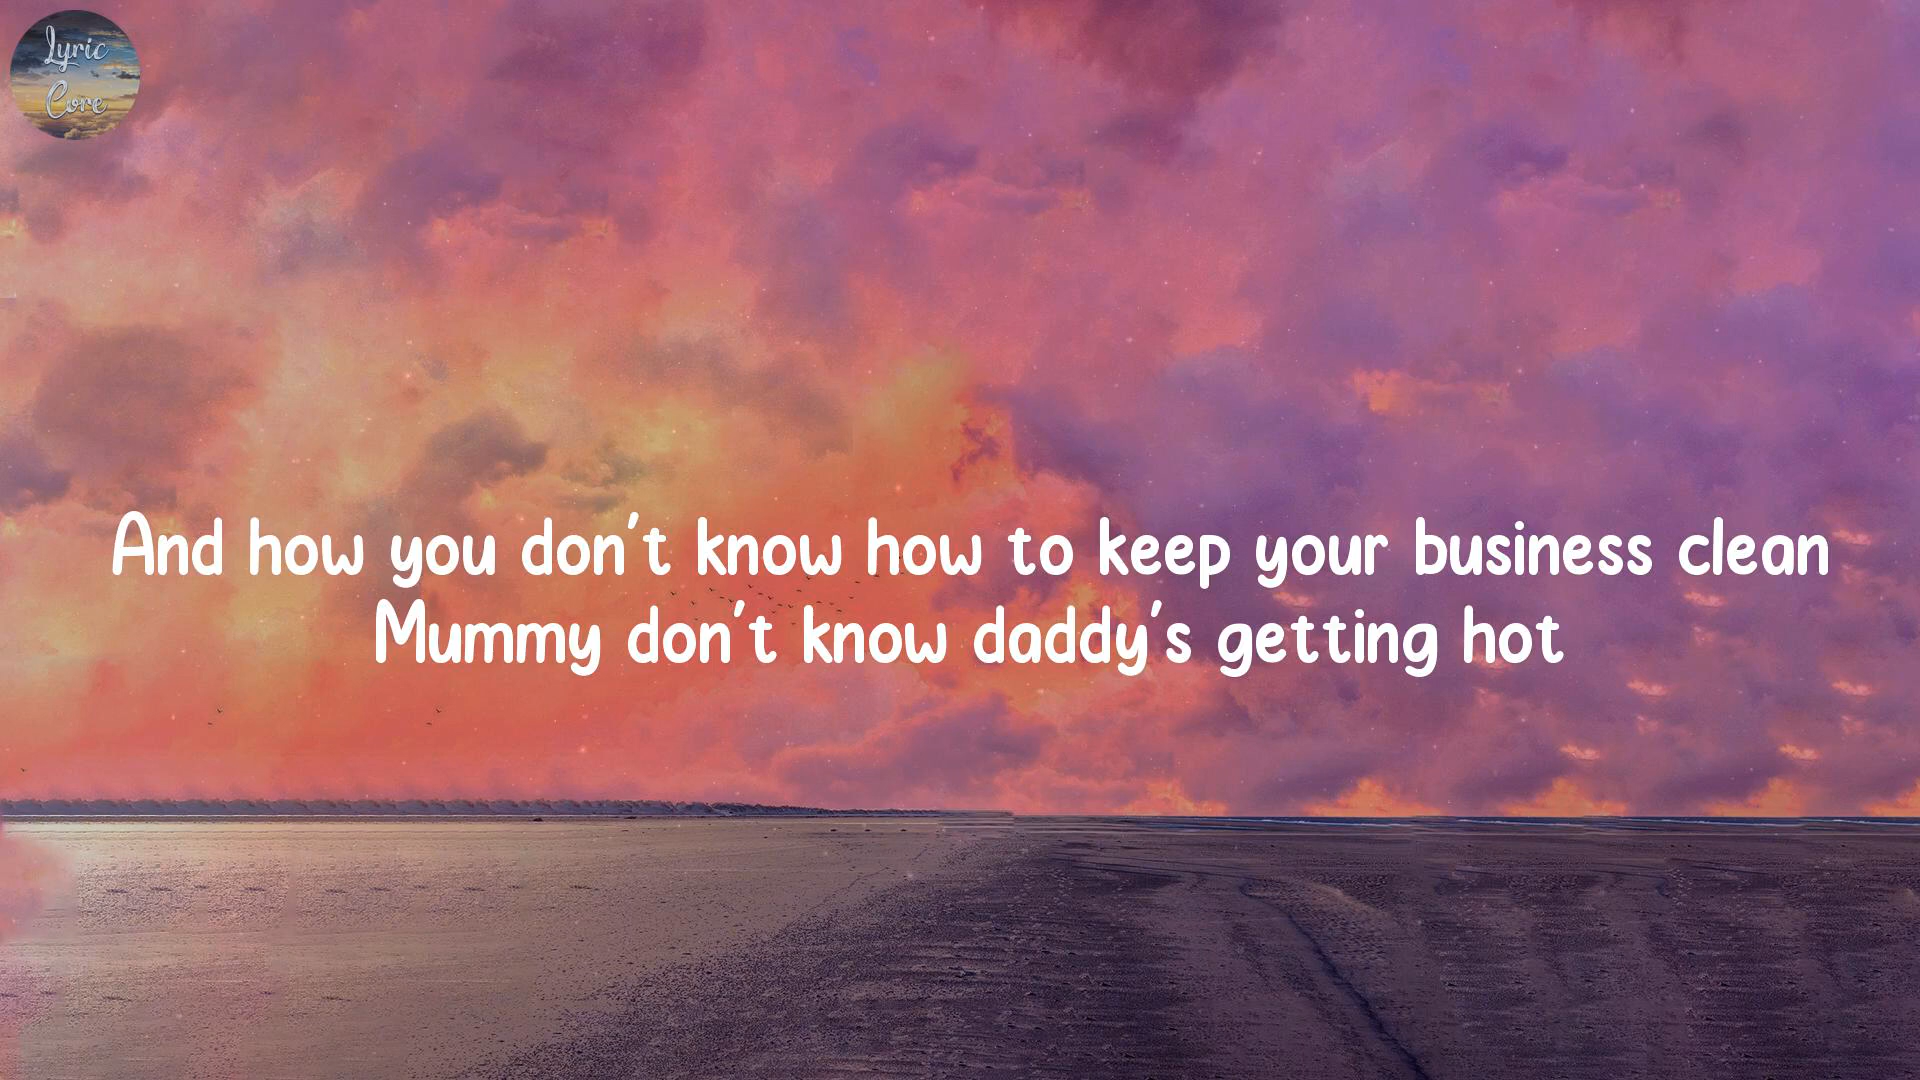 Lyric
Core
And how you don't know how to keep your business clean
Mummy don't know daddy's getting hot